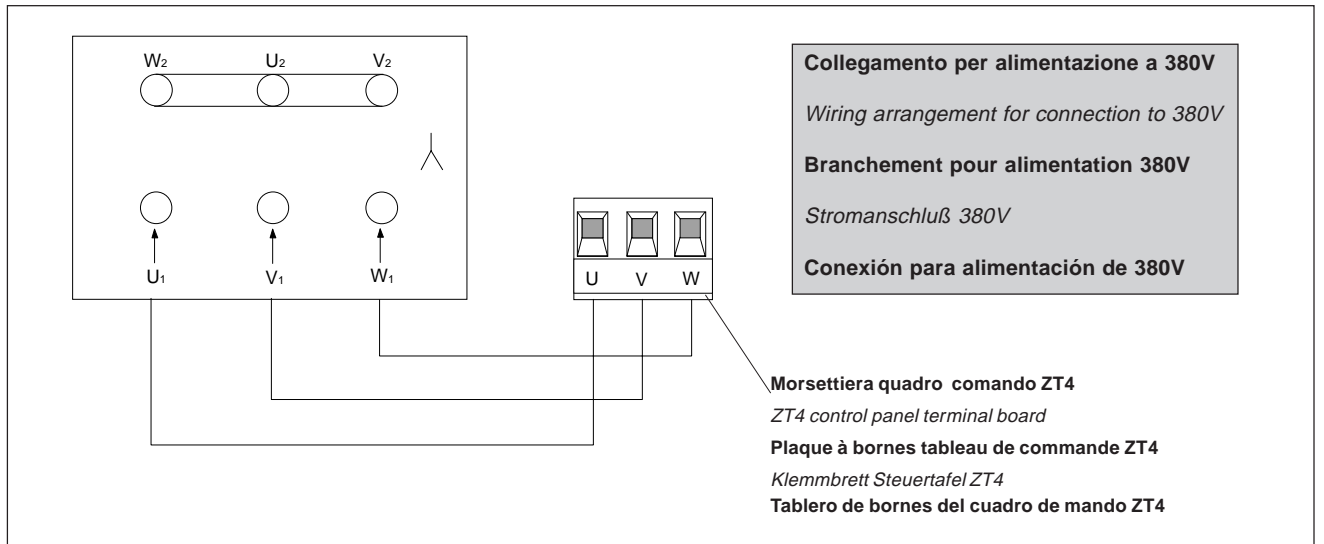 W2 U2 V2
U1 V1 W1
U V W
Collegamento per alimentazione a 380V
Wiring arrangement for connection to 380V
Branchement pour alimentation 380V
Stromanschluß 380V
Conexión para alimentación de 380V
Morsettiera quadro comando ZT4
ZT4 control panel terminal board
Plaque à bornes tableau de commande ZT4
Klemmbrett Steuertafel ZT4
Tablero de bornes del cuadro de mando ZT4